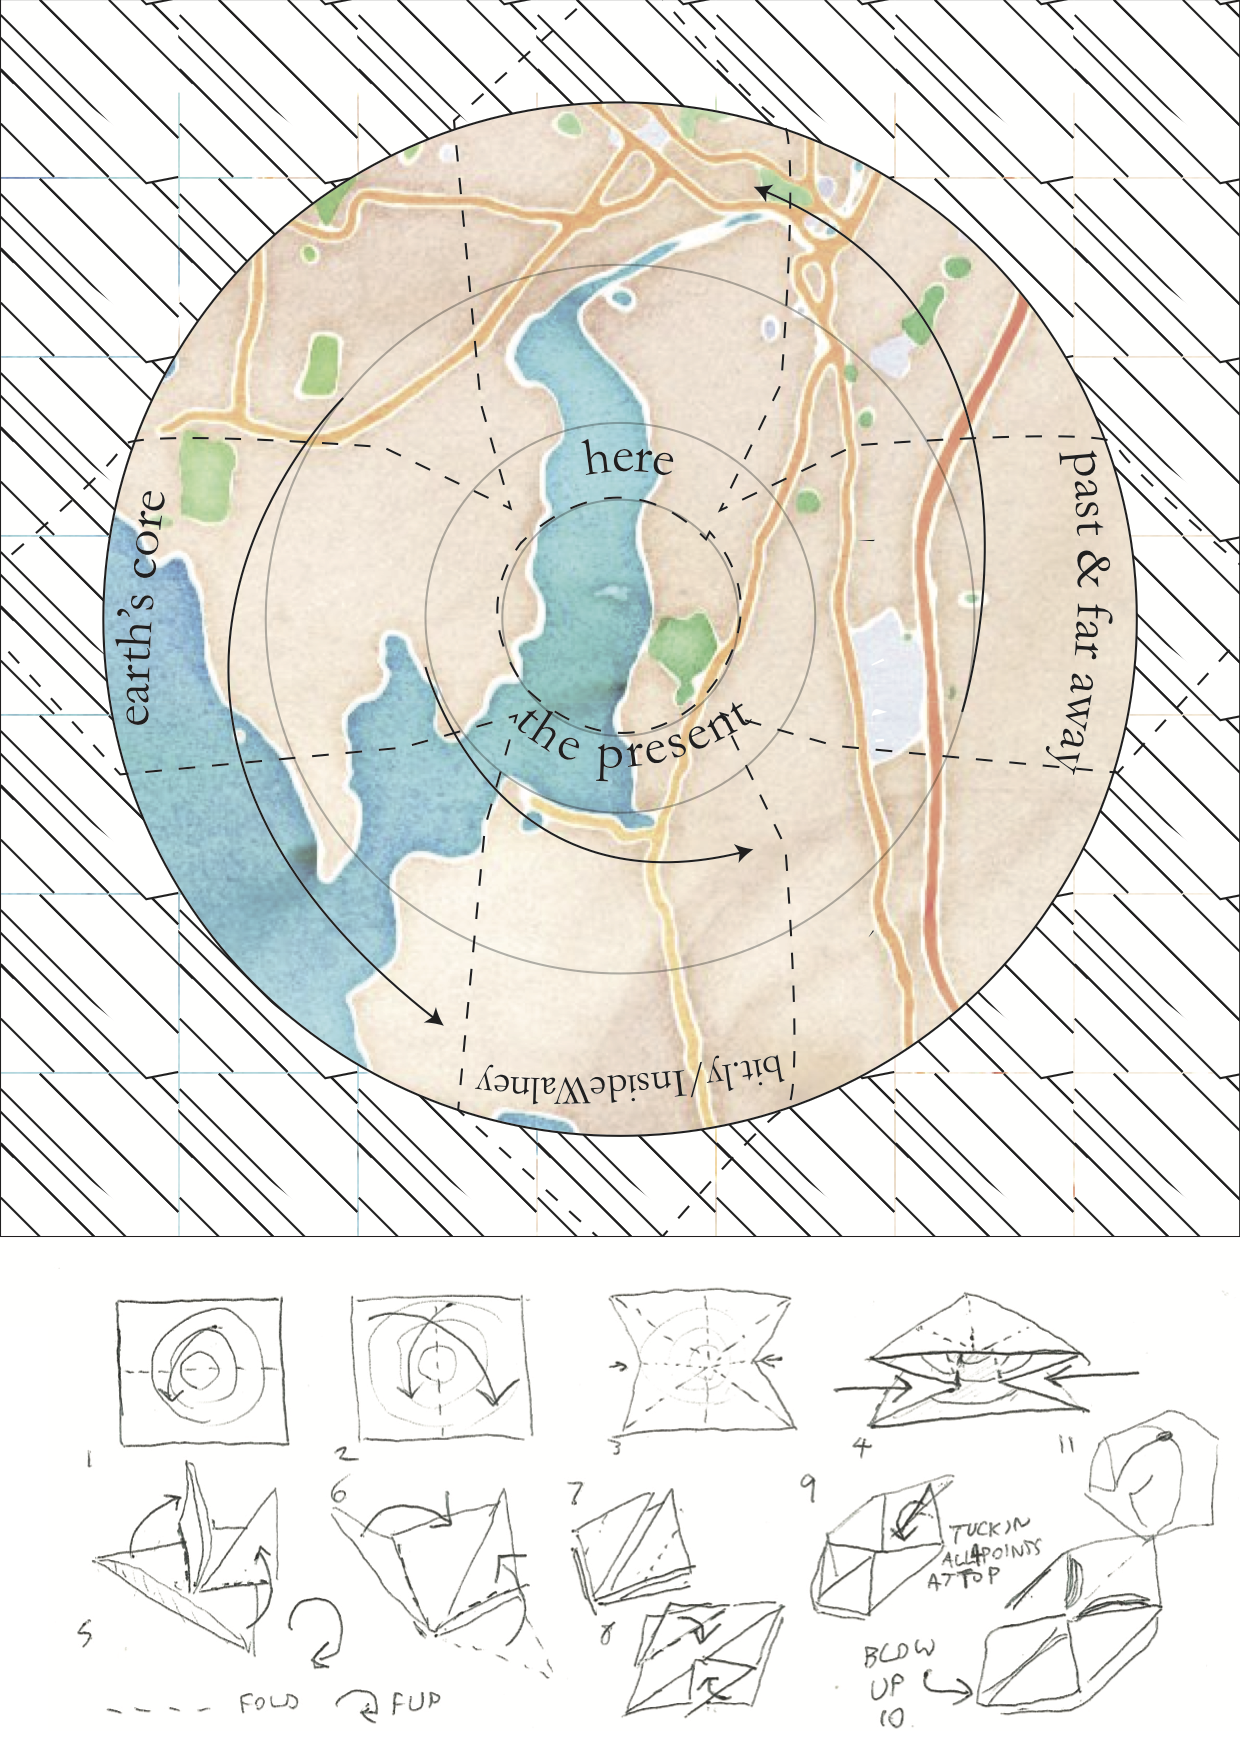 here
earth's core
past & far away
the present
bit.ly/InsideWalney
1
2
3
4
11
6
7
9
TUCK IN
ALL 4 POINTS
AT TOP
5
8
BLOW
UP
10
---- FOLD
FLIP